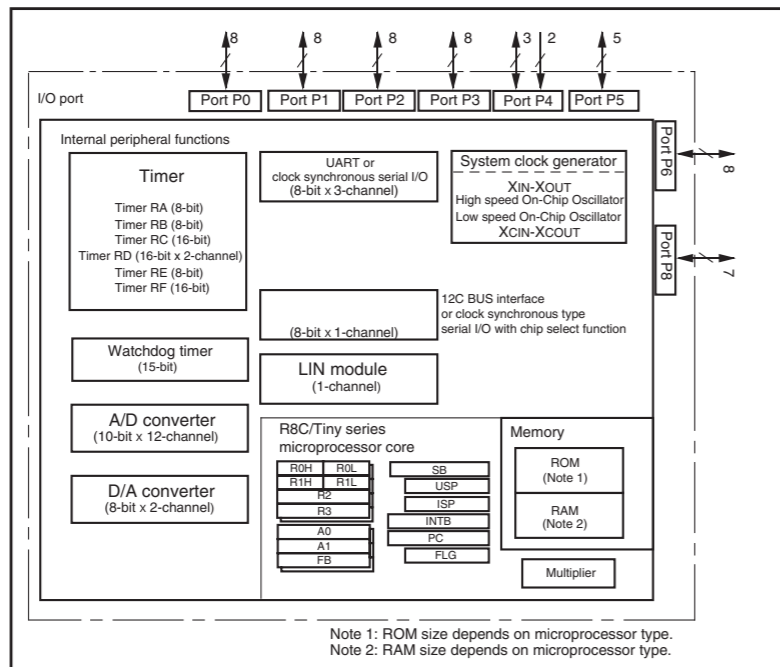 8 8 8 8 3 2 5
I/O port
Port P0 Port P1 Port P2 Port P3 Port P4 Port P5
Internal peripheral functions
Port P6
8
Port P8
7
Timer
Timer RA (8-bit)
Timer RB (8-bit)
Timer RC (16-bit)
Timer RD (16-bit x 2-channel)
Timer RE (8-bit)
Timer RF (16-bit)
UART or
clock synchronous serial I/O
(8-bit x 3-channel)
System clock generator
XIN-XOUT
High speed On-Chip Oscillator
Low speed On-Chip Oscillator
XCIN-XCOUT
(8-bit x 1-channel)
12C BUS interface
or clock synchronous type
serial I/O with chip select function
Watchdog timer
(15-bit)
LIN module
(1-channel)
A/D converter
(10-bit x 12-channel)
D/A converter
(8-bit x 2-channel)
R8C/Tiny series
microprocessor core
R0H R0L
R1H R1L
R2
R3
A0
A1
FB
SB
USP
ISP
INTB
PC
FLG
Memory
ROM
(Note 1)
RAM
(Note 2)
Multiplier
Note 1: ROM size depends on microprocessor type.
Note 2: RAM size depends on microprocessor type.